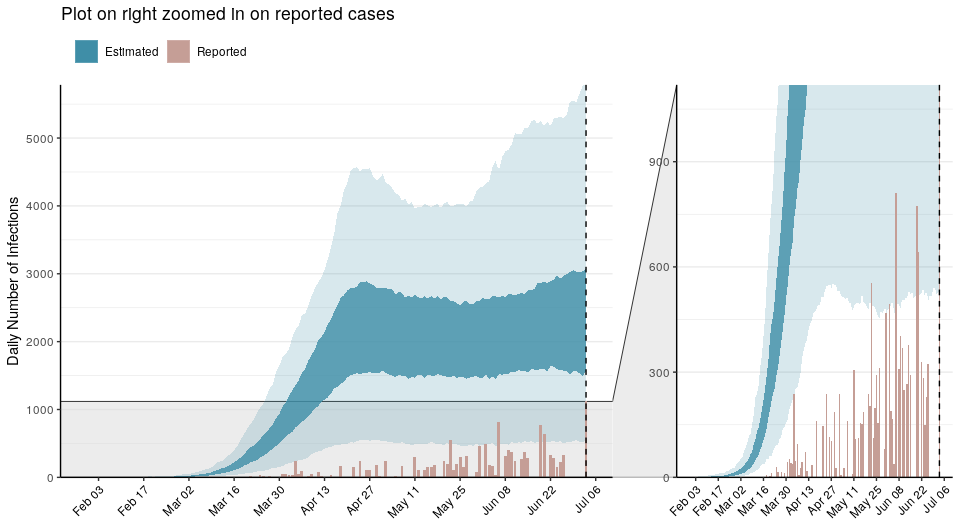 Plot on right zoomed in on reported cases
Estimated Reported
Daily Number of Infections
5000
4000
3000
2000
1000
0
Feb 03 Feb 17 Mar 02 Mar 16 Mar 30 Apr 13 Apr 27 May 11 May 25 Jun 08 Jun 22 Jul 06
900
600
300
0
Feb 03 Feb 17 Mar 02 Mar 16 Mar 30 Apr 13 Apr 27 May 11 May 25 Jun 08 Jun 22 Jul 06